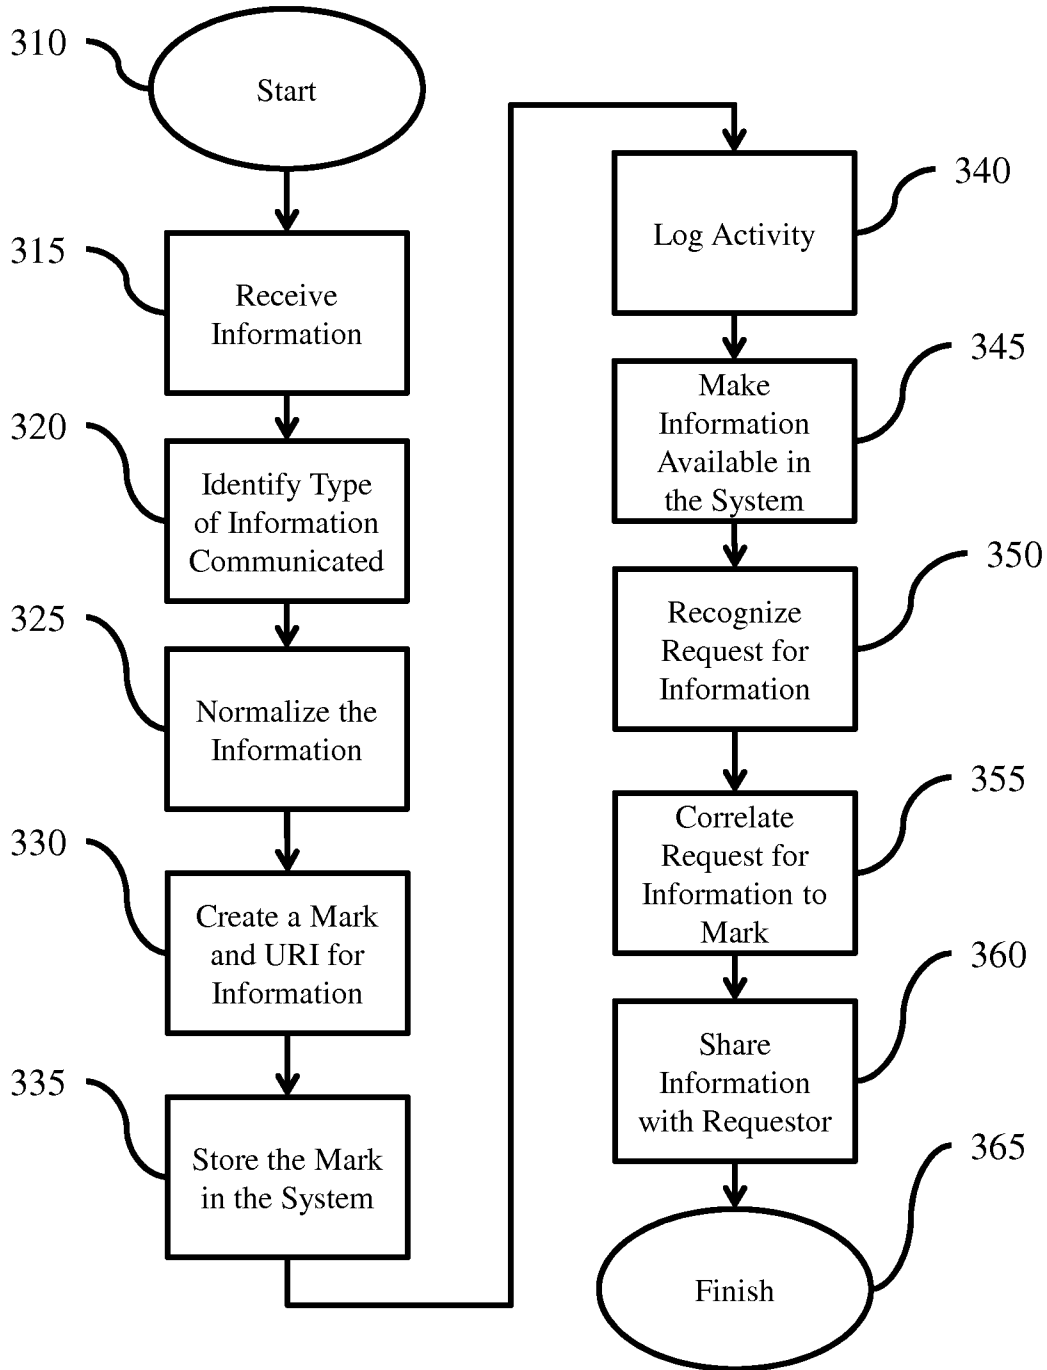 310
Start
315
Receive
Information
320
Identify Type
of Information
Communicated
325
Normalize the
Information
330
Create a Mark
and URI for
Information
335
Store the Mark
in the System
340
Log Activity
345
Make
Information
Available in
the System
350
Recognize
Request for
Information
355
Correlate
Request for
Information to
Mark
360
Share
Information
with Requestor
365
Finish